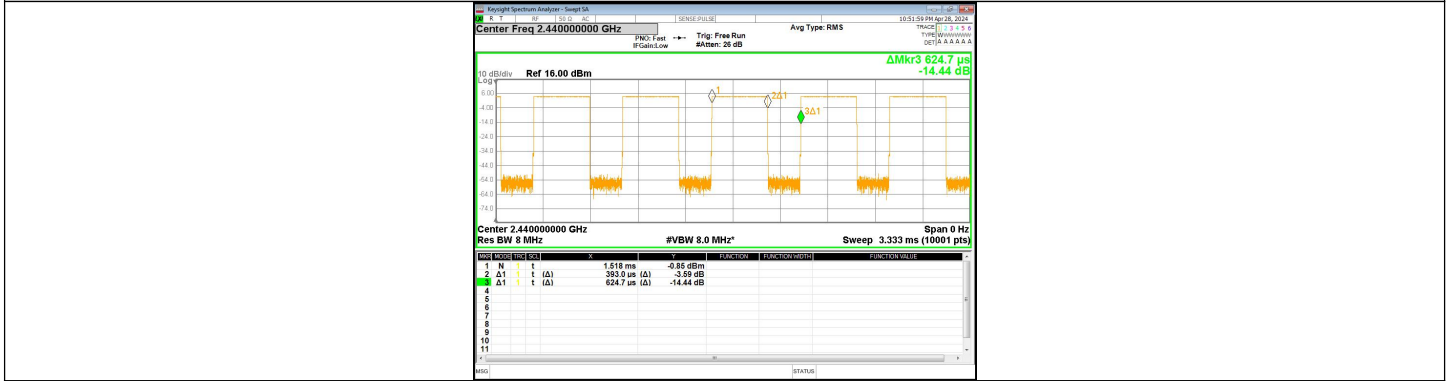 Keysight Spectrum Analyzer - Swept SA
R T RF 50 Ω AC SENSE:PULSE 10:51:59 PM Apr 28, 2024
Center Freq 2.440000000 GHz Avg Type: RMS TRACE 1 2 3 4 5 6
PNO: Fast Trig: Free Run TYPE WWWWWW
IFGain:Low #Atten: 26 dB DET A A A A A A
ΔMkr3 624.7 µs
10 dB/div Ref 16.00 dBm -14.44 dB
Log
6.00
-4.00
-14.0
-24.0
-34.0
-44.0
-54.0
-64.0
-74.0
1
2Δ1
3Δ1
Center 2.440000000 GHz Span 0 Hz
Res BW 8 MHz #VBW 8.0 MHz* Sweep 3.333 ms (10001 pts)
MKR MODE TRC SCL X Y FUNCTION FUNCTION WIDTH FUNCTION VALUE
1 N 1 t 1.518 ms -0.85 dBm
2 Δ1 1 t (Δ) 393.0 µs (Δ) -3.59 dB
3 Δ1 1 t (Δ) 624.7 µs (Δ) -14.44 dB
4
5
6
7
8
9
10
11
MSG STATUS